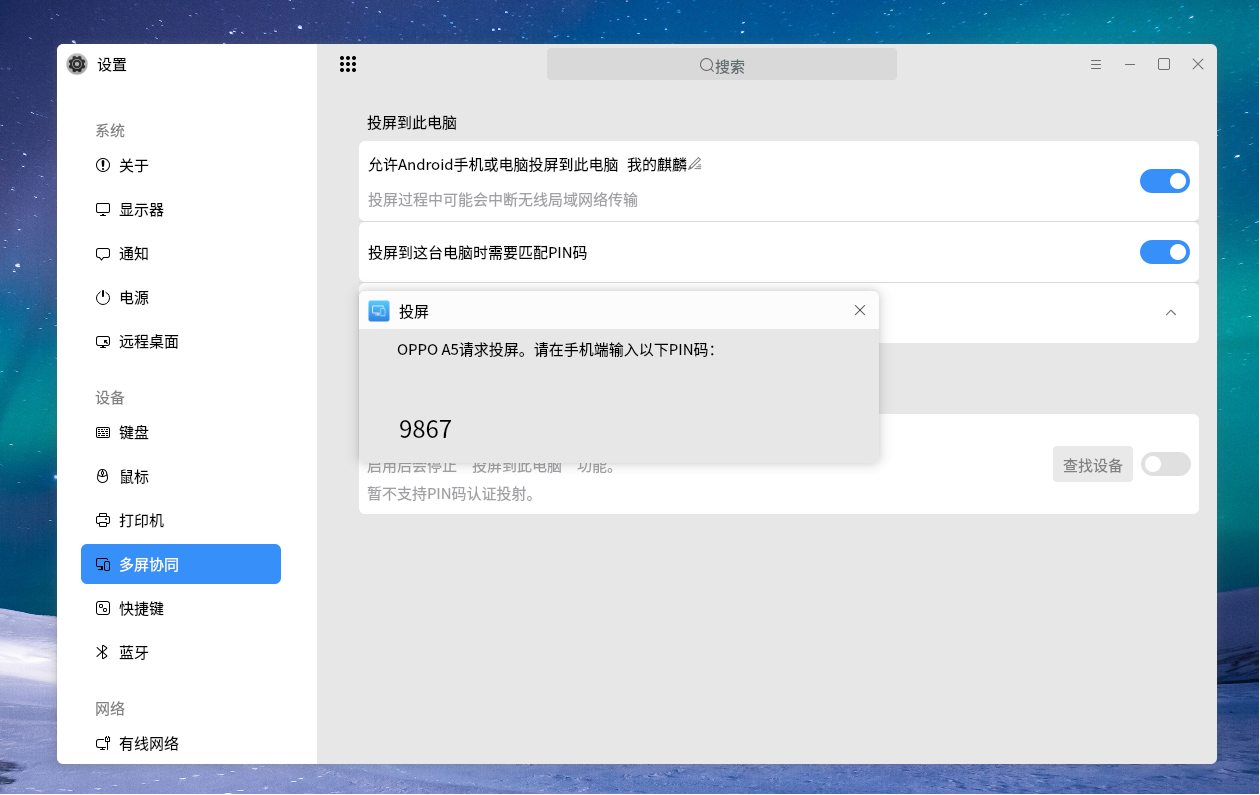 设置
搜索
系统
关于
显示器
通知
电源
远程桌面
设备
键盘
鼠标
打印机
多屏协同
快捷键
蓝牙
网络
有线网络
投屏到此电脑
允许Android手机或电脑投屏到此电脑 我的麒麟
投屏过程中可能会中断无线局域网络传输
投屏到这台电脑时需要匹配PIN码
投屏
OPPO A5请求投屏。请在手机端输入以下PIN码：
9867
启用后会停止 投屏到此电脑 功能。
暂不支持PIN码认证投射。
查找设备